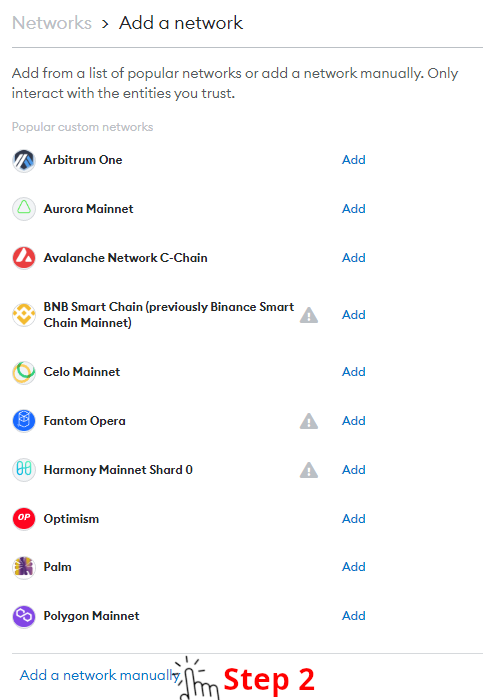 Networks > Add a network
Add from a list of popular networks or add a network manually. Only
interact with the entities you trust.
Popular custom networks
Arbitrum One Add
Aurora Mainnet Add
Avalanche Network C-Chain Add
BNB Smart Chain (previously Binance Smart
Chain Mainnet) Add
Celo Mainnet Add
Fantom Opera Add
Harmony Mainnet Shard 0 Add
OP Optimism Add
Palm Add
Polygon Mainnet Add
Add a network manually Step 2